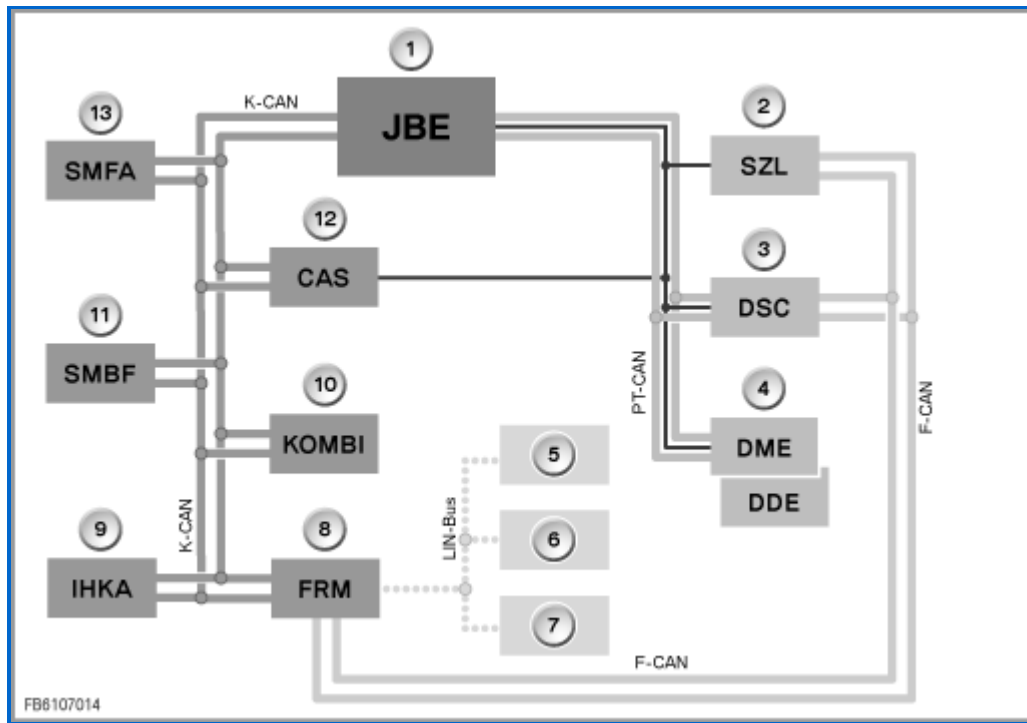 1
K-CAN
13
JBE
2
SMFA
SZL
12
CAS
3
DSC
11
SMBF
10
PT-CAN
4
F-CAN
KOMBI
DME
5
DDE
K-CAN
LIN-Bus
9
8
6
IHKA
FRM
7
F-CAN
FB6107014